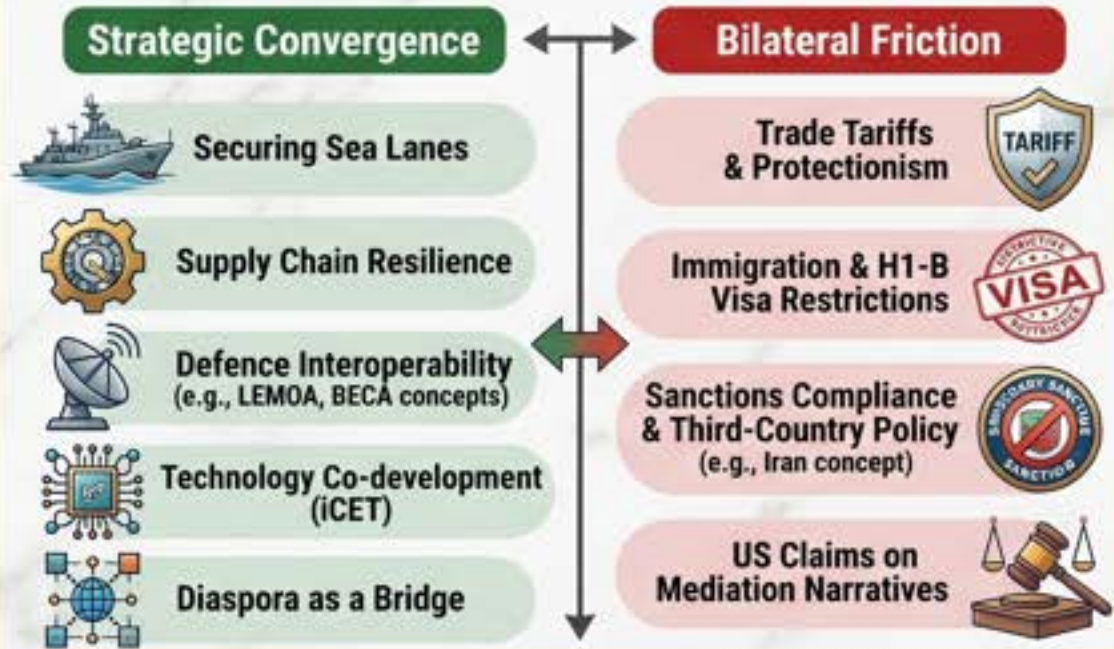 Strategic Convergence
Securing Sea Lanes
Supply Chain Resilience
Defence Interoperability
(e.g., LEMOA, BECA concepts)
Technology Co-development
(iCET)
Diaspora as a Bridge
Bilateral Friction
Trade Tariffs
& Protectionism
TARIFF
Immigration & H1-B
Visa Restrictions
VISA
Sanctions Compliance
& Third-Country Policy
(e.g., Iran concept)
US Claims on
Mediation Narratives